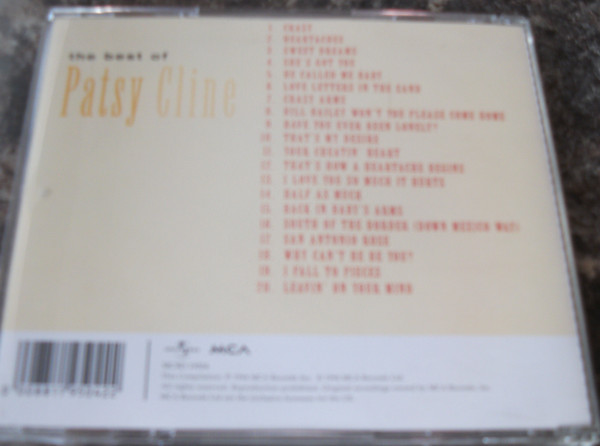 the best of
Patsy Cline
1. CRAZY
2. HEARTACHES
3. SWEET DREAMS
4. SHE'S GOT YOU
5. HE CALLED ME BABY
6. LOVE LETTERS IN THE SAND
7. CRAZY ARMS
8. BILL BAILEY WON'T YOU PLEASE COME HOME
9. HAVE YOU EVER BEEN LONELY?
10. THAT'S MY DESIRE
11. YOUR CHEATIN' HEART
12. THAT'S HOW A HEARTACHE BEGINS
13. I LOVE YOU SO MUCH IT HURTS
14. HALF AS MUCH
15. BACK IN BABY'S ARMS
16. SOUTH OF THE BORDER (DOWN MEXICO WAY)
17. SAN ANTONIO ROSE
18. WHY CAN'T HE BE YOU?
19. I FALL TO PIECES
20. LEAVIN' ON YOUR MIND
MCA